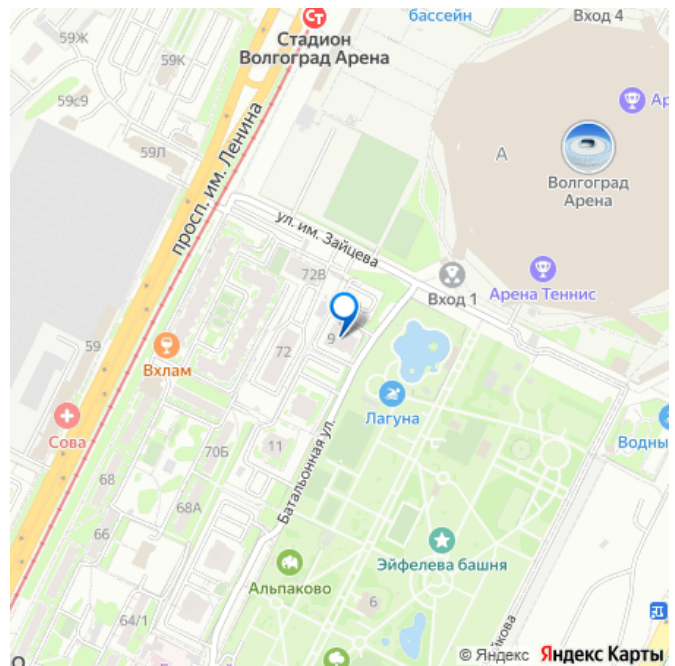 бассейн
Вход 4
Стадион
Волгоград Арена
59Ж
59К
59с9
59Л
просп. им. Ленина
А
Волгоград
Арена
ул. им. Зайцева
72В
Вход 1
Арена Теннис
9
59
72
Вхлам
Лагуна
Сова
11
70Б
68
68А
66
Батальонная ул.
Эйфелева башня
Альпаково
6
64/1
© Яндекс Яндекс Карты